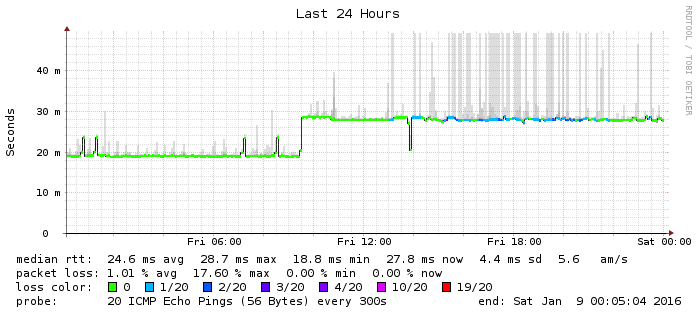 Last 24 Hours
RRDTOOL / TOBI OETIKER
Seconds
40 m
30 m
20 m
10 m
0
Fri 06:00 Fri 12:00 Fri 18:00 Sat 00:00
median rtt: 24.6 ms avg 28.7 ms max 18.8 ms min 27.8 ms now 4.4 ms sd 5.6 am/s
packet loss: 1.01 % avg 17.60 % max 0.00 % min 0.00 % now
loss color: 0 1/20 2/20 3/20 4/20 10/20 19/20
probe: 20 ICMP Echo Pings (56 Bytes) every 300s end: Sat Jan 9 00:05:04 2016